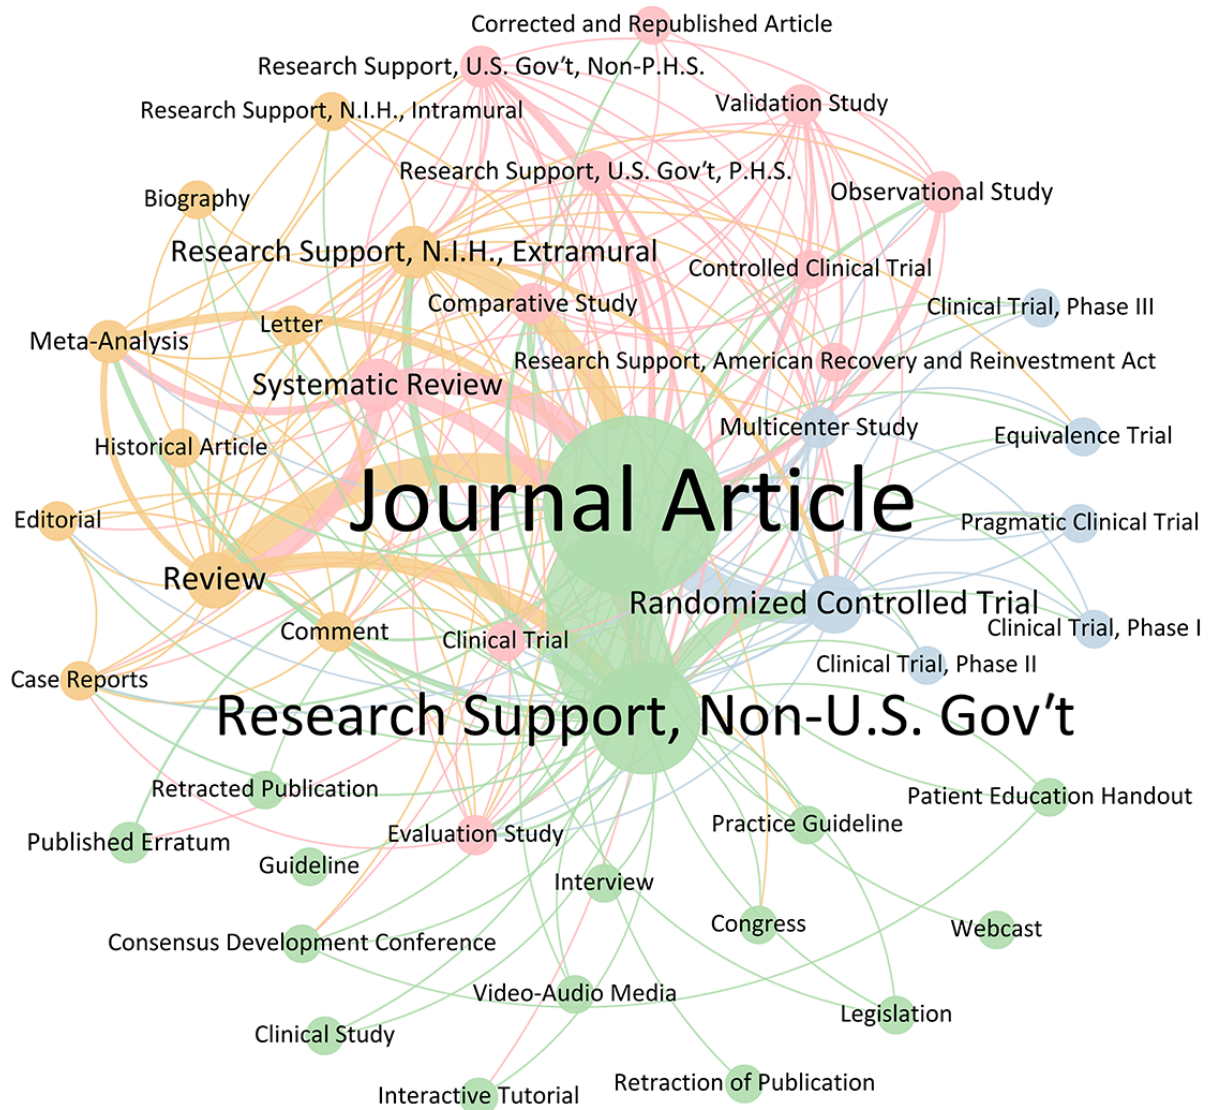 Corrected and Republished Article
Research Support, U.S. Gov't, Non-P.H.S.
Validation Study
Research Support, N.I.H., Intramural
Research Support, U.S. Gov't, P.H.S.
Observational Study
Biography
Research Support, N.I.H., Extramural
Controlled Clinical Trial
Comparative Study
Clinical Trial, Phase III
Letter
Meta-Analysis
Research Support, American Recovery and Reinvestment Act
Systematic Review
Multicenter Study
Equivalence Trial
Historical Article
Journal Article
Editorial
Pragmatic Clinical Trial
Review
Randomized Controlled Trial
Clinical Trial, Phase I
Comment
Clinical Trial
Clinical Trial, Phase II
Case Reports
Research Support, Non-U.S. Gov't
Retracted Publication
Patient Education Handout
Practice Guideline
Evaluation Study
Published Erratum
Guideline
Interview
Congress
Webcast
Consensus Development Conference
Video-Audio Media
Legislation
Clinical Study
Retraction of Publication
Interactive Tutorial